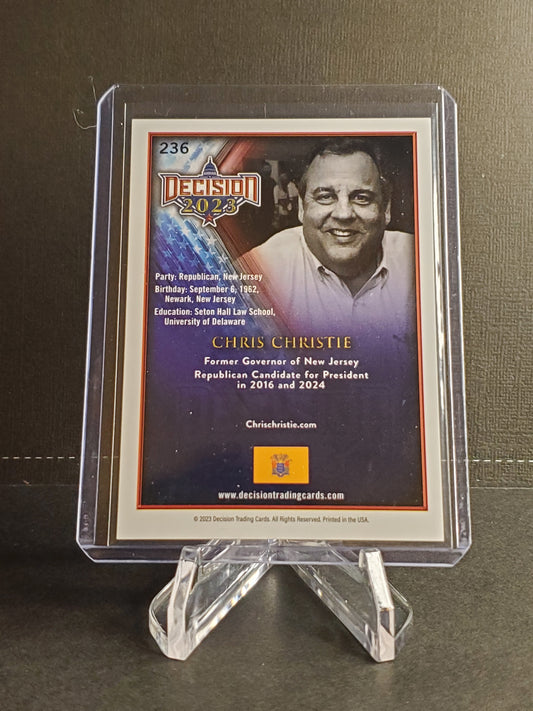 236
DECISION
2023
Party: Republican, New Jersey
Birthday: September 6, 1962,
Newark, New Jersey
Education: Seton Hall Law School,
University of Delaware
CHRIS CHRISTIE
Former Governor of New Jersey
Republican Candidate for President
in 2016 and 2024
Chrischristie.com
www.decisiontradingcards.com
© 2023 Decision Trading Cards. All Rights Reserved. Printed in the USA.